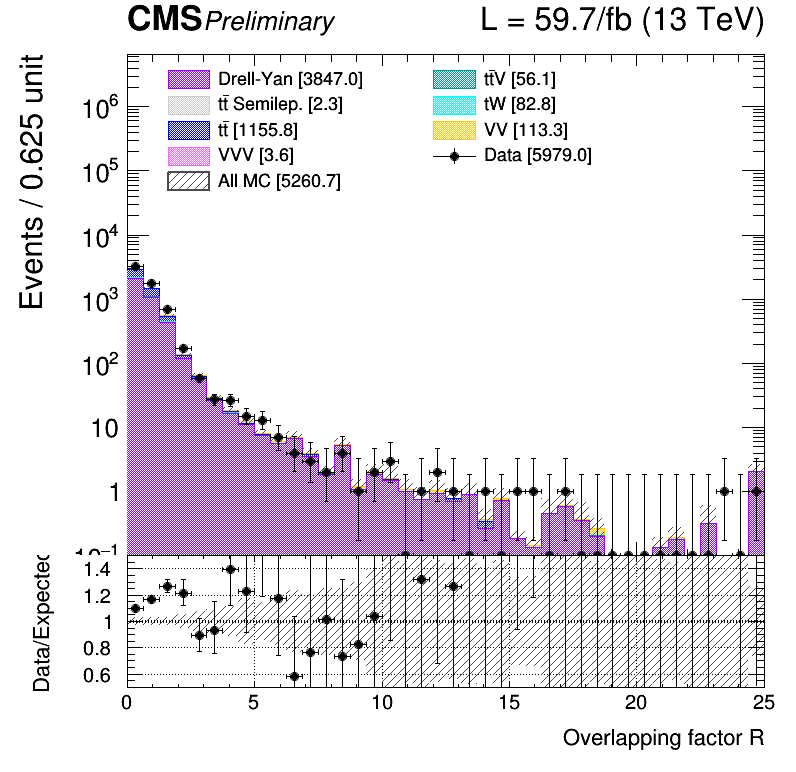 CMS Preliminary L = 59.7/fb (13 TeV)
Events / 0.625 unit
Drell-Yan [3847.0]
tt̄ Semilep. [2.3]
tt̄ [1155.8]
VVV [3.6]
All MC [5260.7]
tt̄V [56.1]
tW [82.8]
VV [113.3]
Data [5979.0]
10⁶
10⁵
10⁴
10³
10²
10
1
10⁻¹
Data/Expected
1.4
1.2
1
0.8
0.6
0 5 10 15 20 25
Overlapping factor R